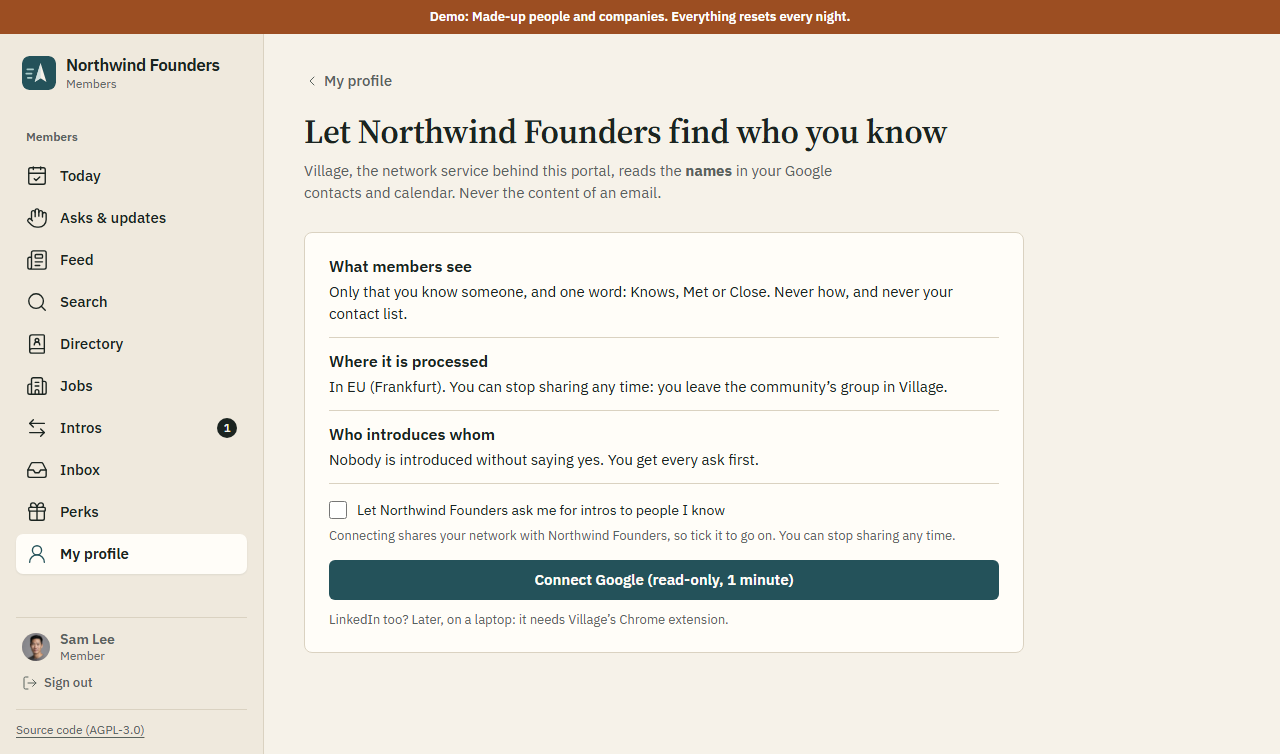 Demo: Made-up people and companies. Everything resets every night.
Northwind Founders
Members
Members
Today
Asks & updates
Feed
Search
Directory
Jobs
Intros
1
Inbox
Perks
My profile
Sam Lee
Member
Sign out
Source code (AGPL-3.0)
My profile
Let Northwind Founders find who you know
Village, the network service behind this portal, reads the names in your Google
contacts and calendar. Never the content of an email.
What members see
Only that you know someone, and one word: Knows, Met or Close. Never how, and never your
contact list.
Where it is processed
In EU (Frankfurt). You can stop sharing any time: you leave the community’s group in Village.
Who introduces whom
Nobody is introduced without saying yes. You get every ask first.
Let Northwind Founders ask me for intros to people I know
Connecting shares your network with Northwind Founders, so tick it to go on. You can stop sharing any time.
Connect Google (read-only, 1 minute)
LinkedIn too? Later, on a laptop: it needs Village’s Chrome extension.